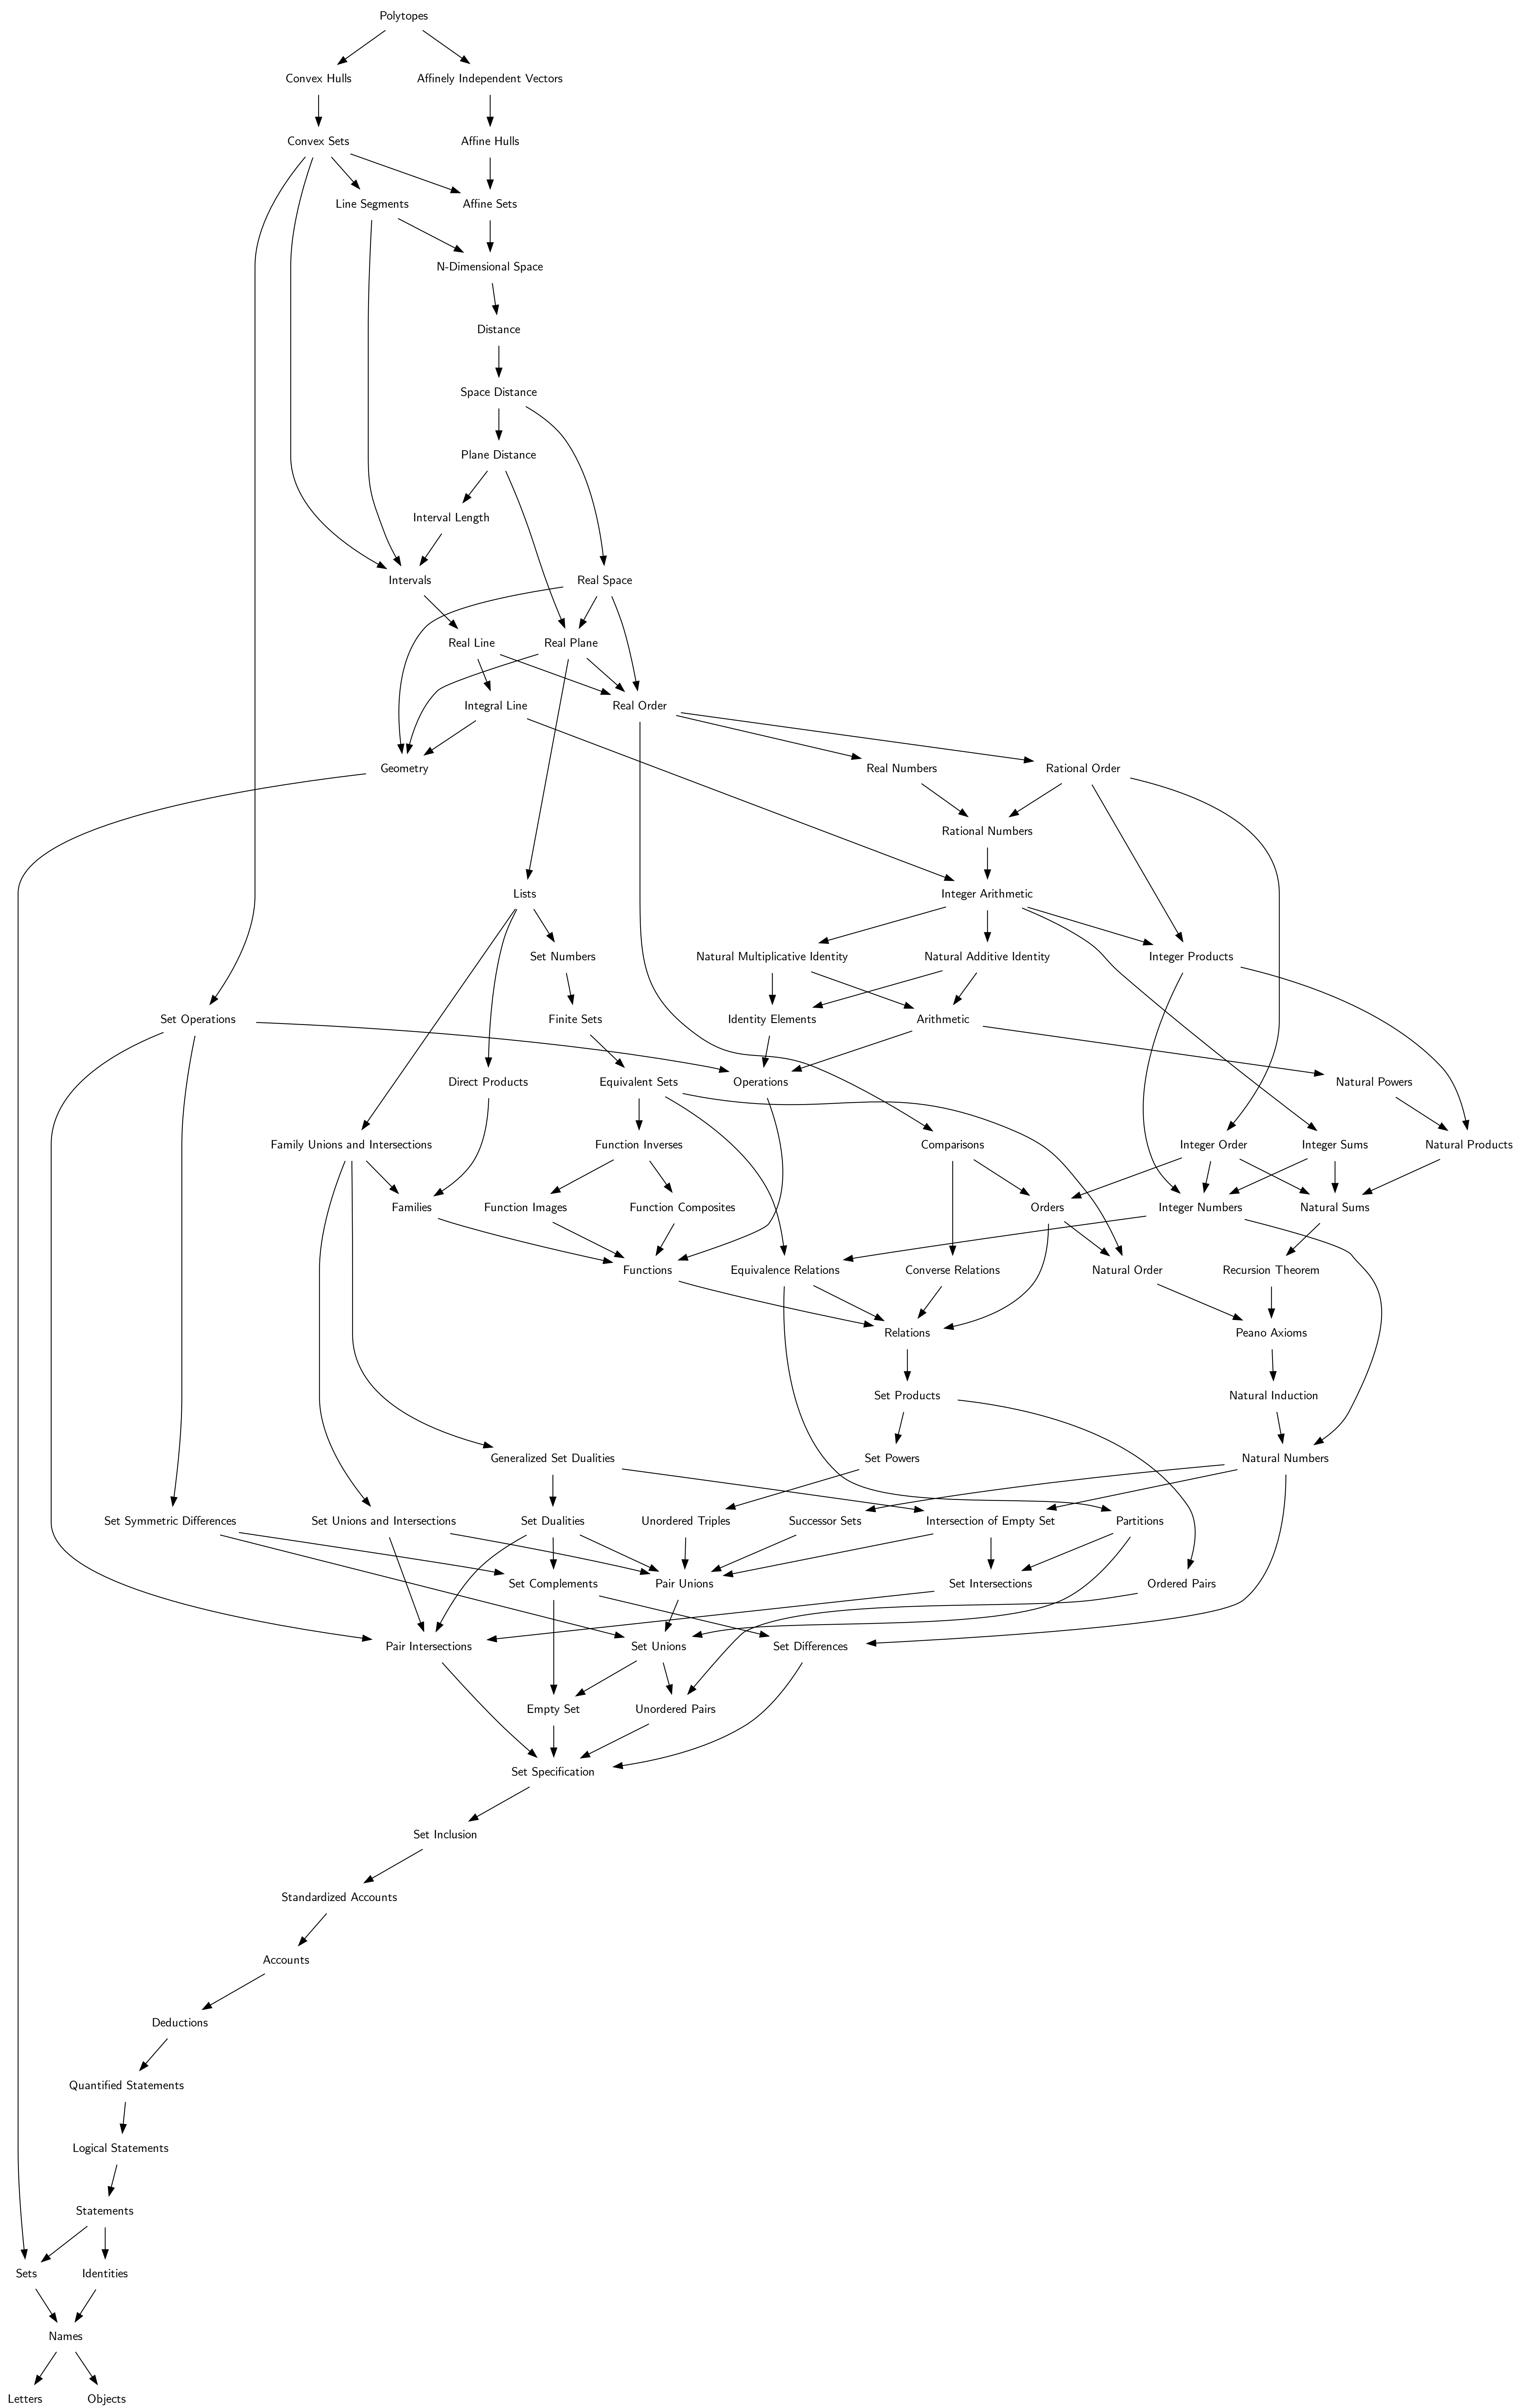 Polytopes
Convex Hulls
Affinely Independent Vectors
Convex Sets
Affine Hulls
Line Segments
Affine Sets
N-Dimensional Space
Distance
Space Distance
Plane Distance
Interval Length
Intervals
Real Space
Real Line
Real Plane
Integral Line
Real Order
Geometry
Real Numbers
Rational Order
Rational Numbers
Lists
Integer Arithmetic
Set Numbers
Natural Multiplicative Identity
Natural Additive Identity
Integer Products
Set Operations
Finite Sets
Identity Elements
Arithmetic
Direct Products
Equivalent Sets
Operations
Natural Powers
Family Unions and Intersections
Function Inverses
Comparisons
Integer Order
Integer Sums
Natural Products
Families
Function Images
Function Composites
Orders
Integer Numbers
Natural Sums
Functions
Equivalence Relations
Converse Relations
Natural Order
Recursion Theorem
Relations
Peano Axioms
Set Products
Natural Induction
Generalized Set Dualities
Set Powers
Natural Numbers
Set Symmetric Differences
Set Unions and Intersections
Set Dualities
Unordered Triples
Successor Sets
Intersection of Empty Set
Partitions
Set Complements
Pair Unions
Set Intersections
Ordered Pairs
Pair Intersections
Set Unions
Set Differences
Empty Set
Unordered Pairs
Set Specification
Set Inclusion
Standardized Accounts
Accounts
Deductions
Quantified Statements
Logical Statements
Statements
Sets
Identities
Names
Letters
Objects